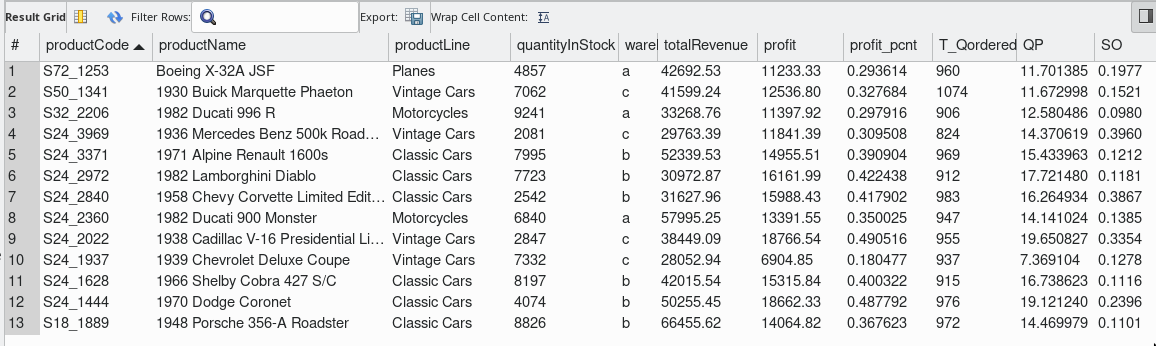 Result Grid Filter Rows: Export: Wrap Cell Content: IA
# productCode productName productLine quantityInStock warel totalRevenue profit profit_pcnt T_Qordered QP SO
1 S72_1253 Boeing X-32A JSF Planes 4857 a 42692.53 11233.33 0.293614 960 11.701385 0.1977
2 S50_1341 1930 Buick Marquette Phaeton Vintage Cars 7062 c 41599.24 12536.80 0.327684 1074 11.672998 0.1521
3 S32_2206 1982 Ducati 996 R Motorcycles 9241 a 33268.76 11397.92 0.297916 906 12.580486 0.0980
4 S24_3969 1936 Mercedes Benz 500k Road... Vintage Cars 2081 c 29763.39 11841.39 0.309508 824 14.370619 0.3960
5 S24_3371 1971 Alpine Renault 1600s Classic Cars 7995 b 52339.53 14955.51 0.390904 969 15.433963 0.1212
6 S24_2972 1982 Lamborghini Diablo Classic Cars 7723 b 30972.87 16161.99 0.422438 912 17.721480 0.1181
7 S24_2840 1958 Chevy Corvette Limited Edit... Classic Cars 2542 b 31627.96 15988.43 0.417902 983 16.264934 0.3867
8 S24_2360 1982 Ducati 900 Monster Motorcycles 6840 a 57995.25 13391.55 0.350025 947 14.141024 0.1385
9 S24_2022 1938 Cadillac V-16 Presidential Li... Vintage Cars 2847 c 38449.09 18766.54 0.490516 955 19.650827 0.3354
10 S24_1937 1939 Chevrolet Deluxe Coupe Vintage Cars 7332 c 28052.94 6904.85 0.180477 937 7.369104 0.1278
11 S24_1628 1966 Shelby Cobra 427 S/C Classic Cars 8197 b 42015.54 15315.84 0.400322 915 16.738623 0.1116
12 S24_1444 1970 Dodge Coronet Classic Cars 4074 b 50255.45 18662.33 0.487792 976 19.121240 0.2396
13 S18_1889 1948 Porsche 356-A Roadster Classic Cars 8826 b 66455.62 14064.82 0.367623 972 14.469979 0.1101